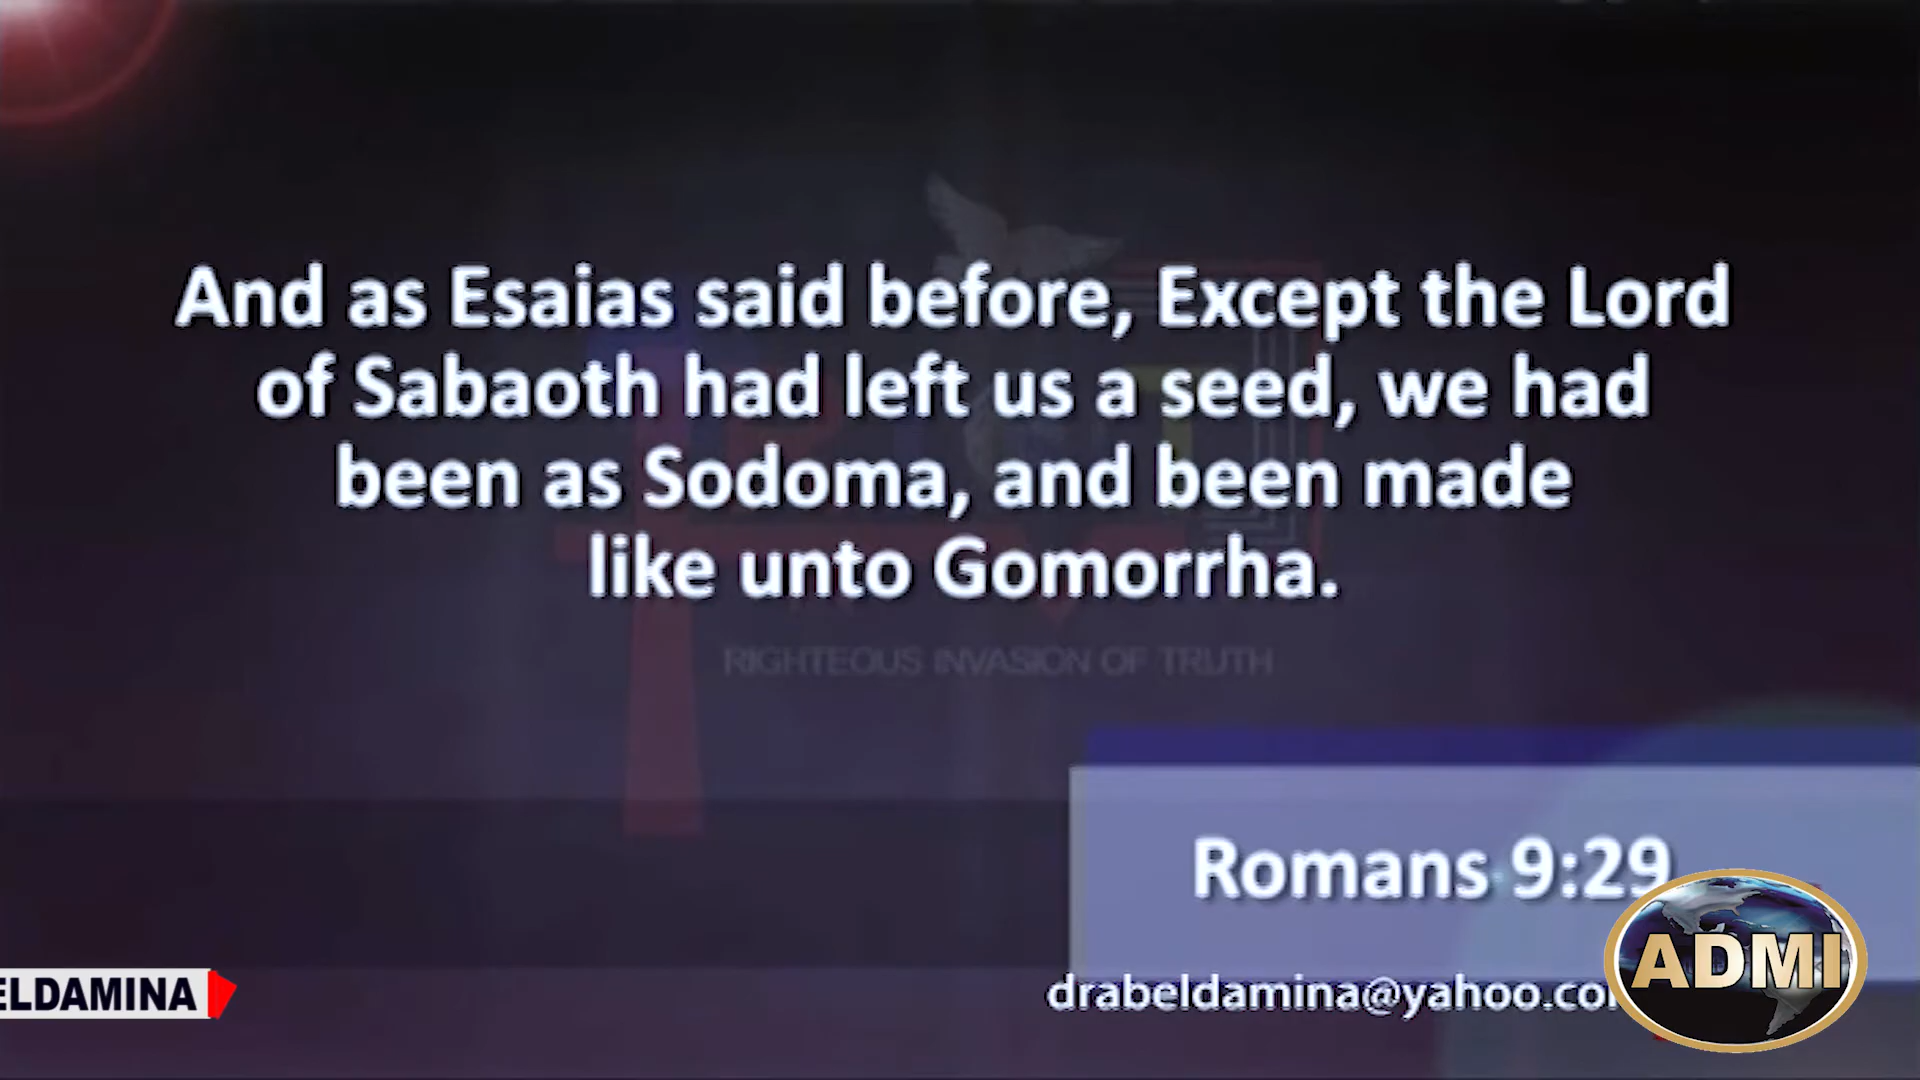 And as Esaias said before, Except the Lord
of Sabaoth had left us a seed, we had
been as Sodoma, and been made
like unto Gomorrha.
RIGHTEOUS INVASION OF TRUTH
Romans 9:29
ELDAMINA
drabeldamina@yahoo.co
ADMI